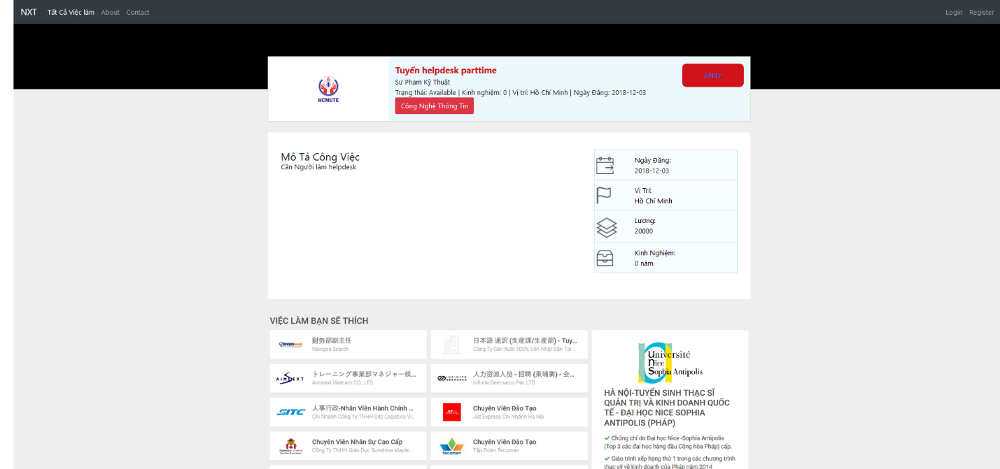 NXT Tất Cả Việc làm About Contact Login Register
Tuyển helpdesk parttime
APPLY
Sư Phạm Kỹ Thuật
Trạng thái: Available | Kinh nghiệm: 0 | Vị trí: Hồ Chí Minh | Ngày Đăng: 2018-12-03
HCMUTE
Công Nghệ Thông Tin
Mô Tả Công Việc
Cần Người làm helpdesk
Ngày Đăng:
2018-12-03
Vị Trí:
Hồ Chí Minh
Lương:
20000
Kinh Nghiệm:
0 năm
VIỆC LÀM BẠN SẼ THÍCH
Navigos search
财务部副主任
Navigos Search
日本語 通訳 (生産課/生産部) - Tuy...
Công Ty Sản Xuất 100% Vốn Nhật Bản Tại ...
AIMNEXT
トレーニング事業部マネジャー候...
Aimnext Vietnam CO., LTD
INFINITE DEEMARCO
人力资源人员 - 招聘 (柬埔寨) - 会...
Infinite Deemarco Pte. LTD
SITC
人事行政-Nhân Viên Hành Chính ...
Chi Nhánh Công Ty TNHH Sitc Logistics Vi...
J&T
Chuyên Viên Đào Tạo
J&t Express Chi Nhánh Hà Nội
Chuyên Viên Nhân Sự Cao Cấp
Công Ty TNHH Giáo Dục Sunshine Maple ...
Tecomen
Chuyên Viên Đào Tạo
Tập Đoàn Tecomen
Université
Nice
Sophia Antipolis
HÀ NỘI-TUYỂN SINH THẠC SĨ
QUẢN TRỊ VÀ KINH DOANH QUỐC
TẾ - ĐẠI HỌC NICE SOPHIA
ANTIPOLIS (PHÁP)
Chứng chỉ do Đại học Nice -Sophia Antipolis
(Top 3 các đại học hàng đầu Cộng hòa Pháp) cấp.
Giáo trình xếp hạng thứ 1 trong các chương trình
thạc sỹ về kinh doanh của Pháp năm 2014